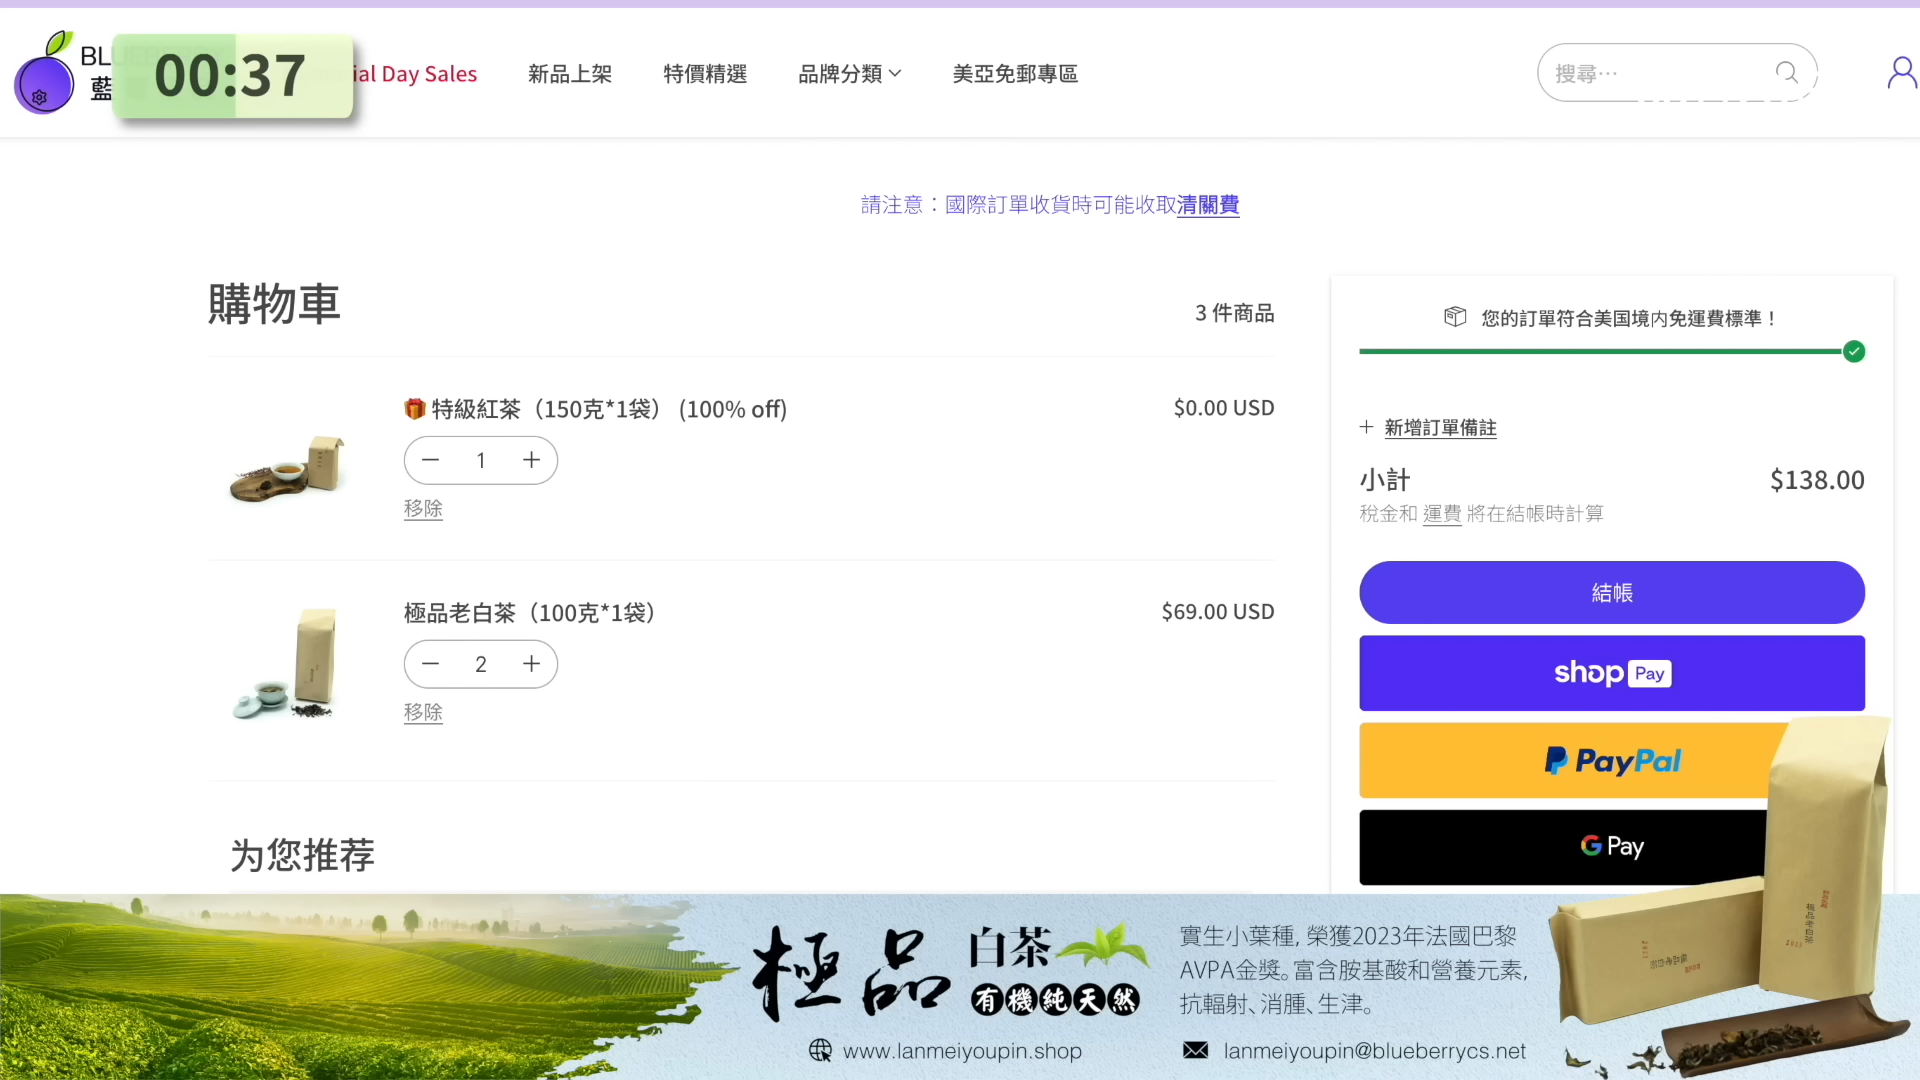 00:37
ial Day Sales
新品上架
特價精選
品牌分類
美亞免郵專區
搜尋…
請注意：國際訂單收貨時可能收取清關費
購物車
3 件商品
特級紅茶（150克*1袋） (100% off)
$0.00 USD
1
移除
極品老白茶（100克*1袋）
$69.00 USD
2
移除
为您推荐
您的訂單符合美国境内免運費標準！
新增訂單備註
小計
$138.00
稅金和 運費 將在結帳時計算
結帳
shop Pay
PayPal
G Pay
極品
白茶
有機純天然
實生小葉種, 榮獲2023年法國巴黎
AVPA金獎。富含胺基酸和營養元素,
抗輻射、消腫、生津。
www.lanmeiyoupin.shop
lanmeiyoupin@blueberrycs.net
極品老白茶